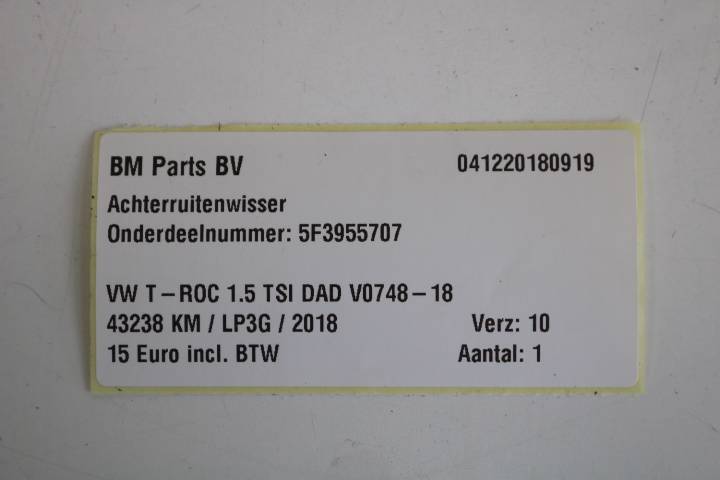 BM Parts BV 041220180919
Achterruitenwisser
Onderdeelnummer: 5F3955707
VW T-ROC 1.5 TSI DAD V0748-18
43238 KM / LP3G / 2018 Verz: 10
15 Euro incl. BTW Aantal: 1